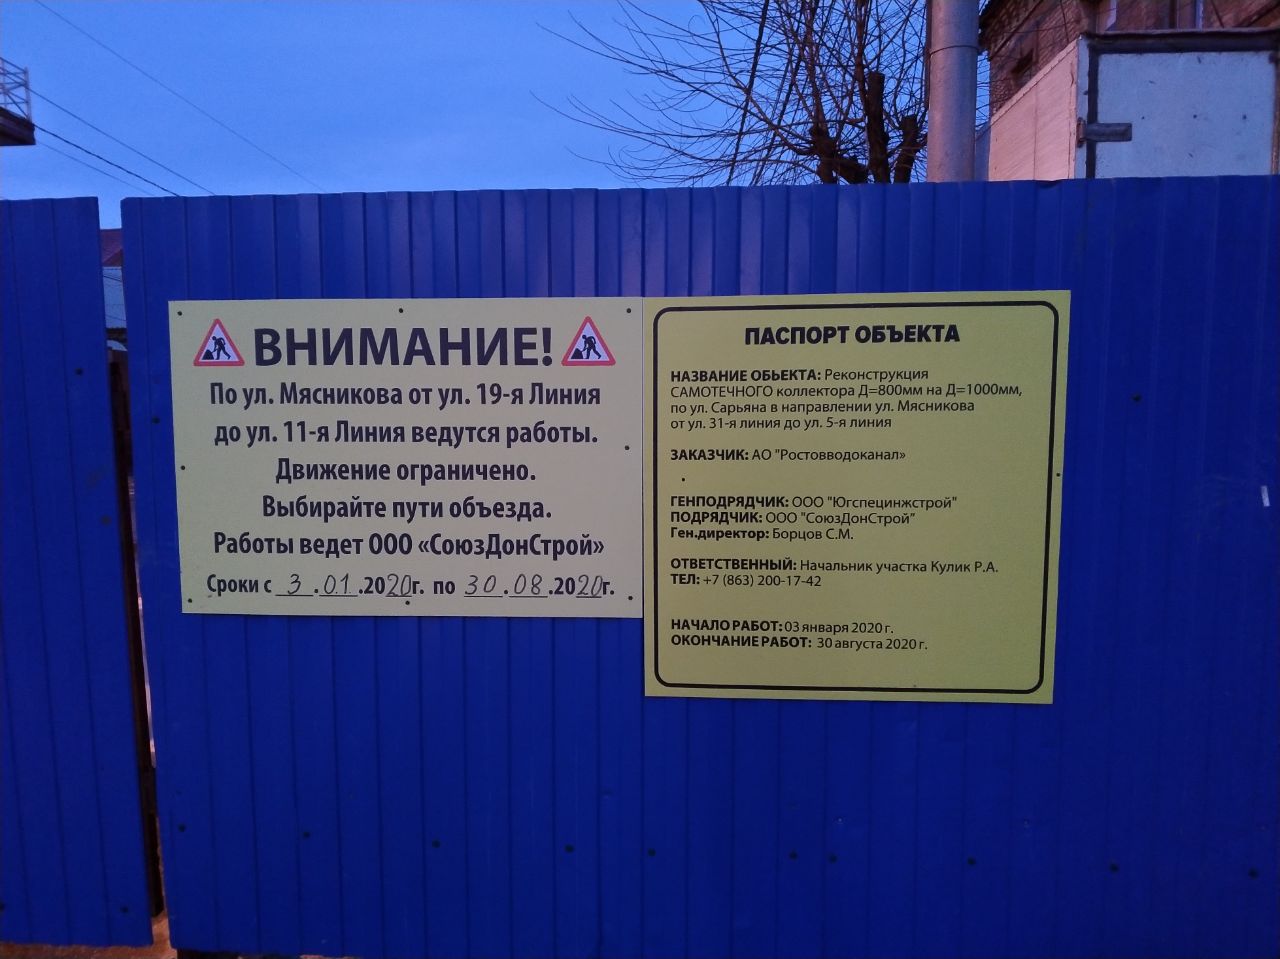 ВНИМАНИЕ!
По ул. Мясникова от ул. 19-я Линия
до ул. 11-я Линия ведутся работы.
Движение ограничено.
Выбирайте пути объезда.
Работы ведет ООО «СоюзДонСтрой»
Сроки с 3.01.2020г. по 30.08.2020г.
ПАСПОРТ ОБЪЕКТА
НАЗВАНИЕ ОБЬЕКТА: Реконструкция
САМОТЕЧНОГО коллектора Д=800мм на Д=1000мм,
по ул. Сарьяна в направлении ул. Мясникова
от ул. 31-я линия до ул. 5-я линия
ЗАКАЗЧИК: АО "Ростовводоканал»
ГЕНПОДРЯДЧИК: ООО "Югспецинжстрой"
ПОДРЯДЧИК: ООО "СоюзДонСтрой"
Ген.директор: Борцов С.М.
ОТВЕТСТВЕННЫЙ: Начальник участка Кулик Р.А.
ТЕЛ: +7 (863) 200-17-42
НАЧАЛО РАБОТ: 03 января 2020 г.
ОКОНЧАНИЕ РАБОТ: 30 августа 2020 г.